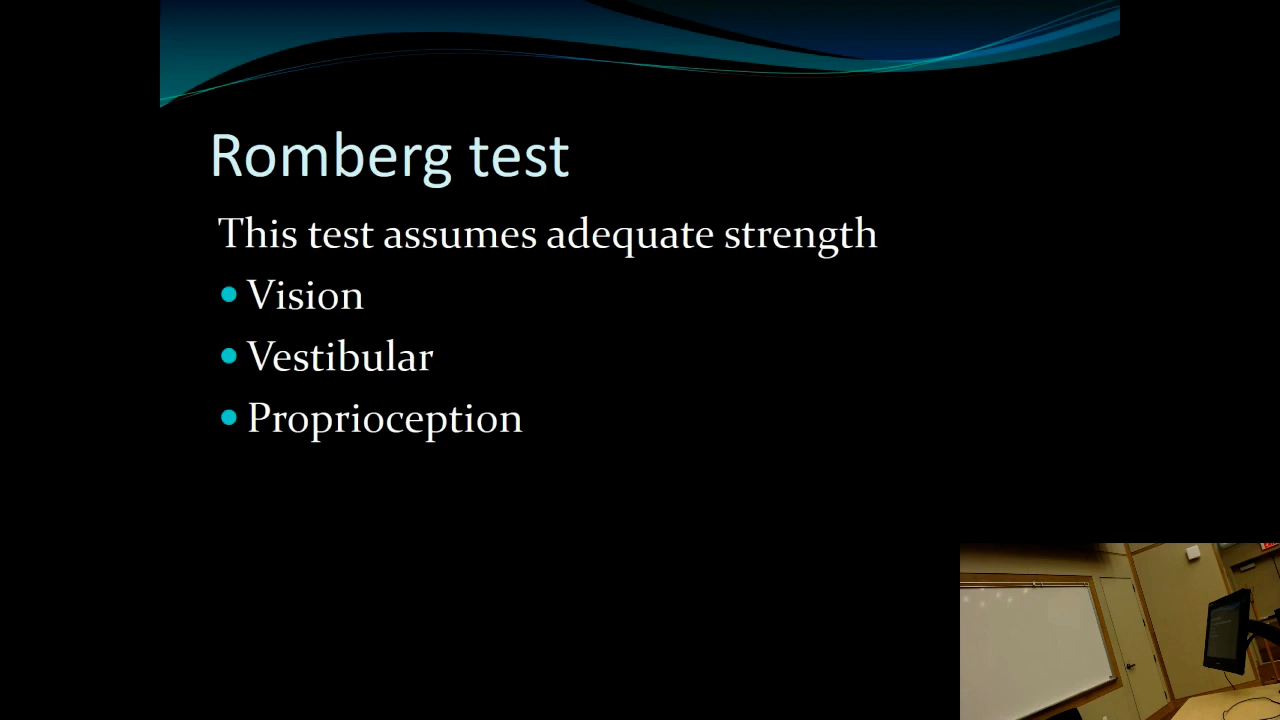 Romberg test
This test assumes adequate strength
Vision
Vestibular
Proprioception